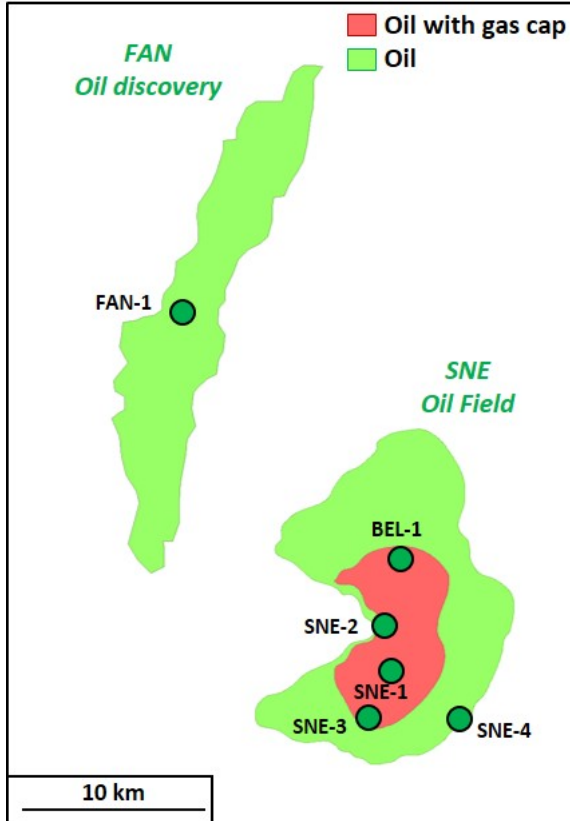 Oil with gas cap
Oil
FAN
Oil discovery
FAN-1
SNE
Oil Field
BEL-1
SNE-2
SNE-1
SNE-3
SNE-4
10 km